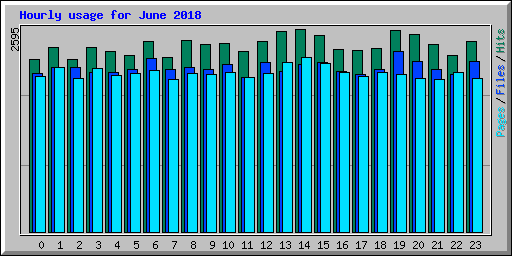 Hourly usage for June 2018
2595
Pages/Files/Hits
0 1 2 3 4 5 6 7 8 9 10 11 12 13 14 15 16 17 18 19 20 21 22 23